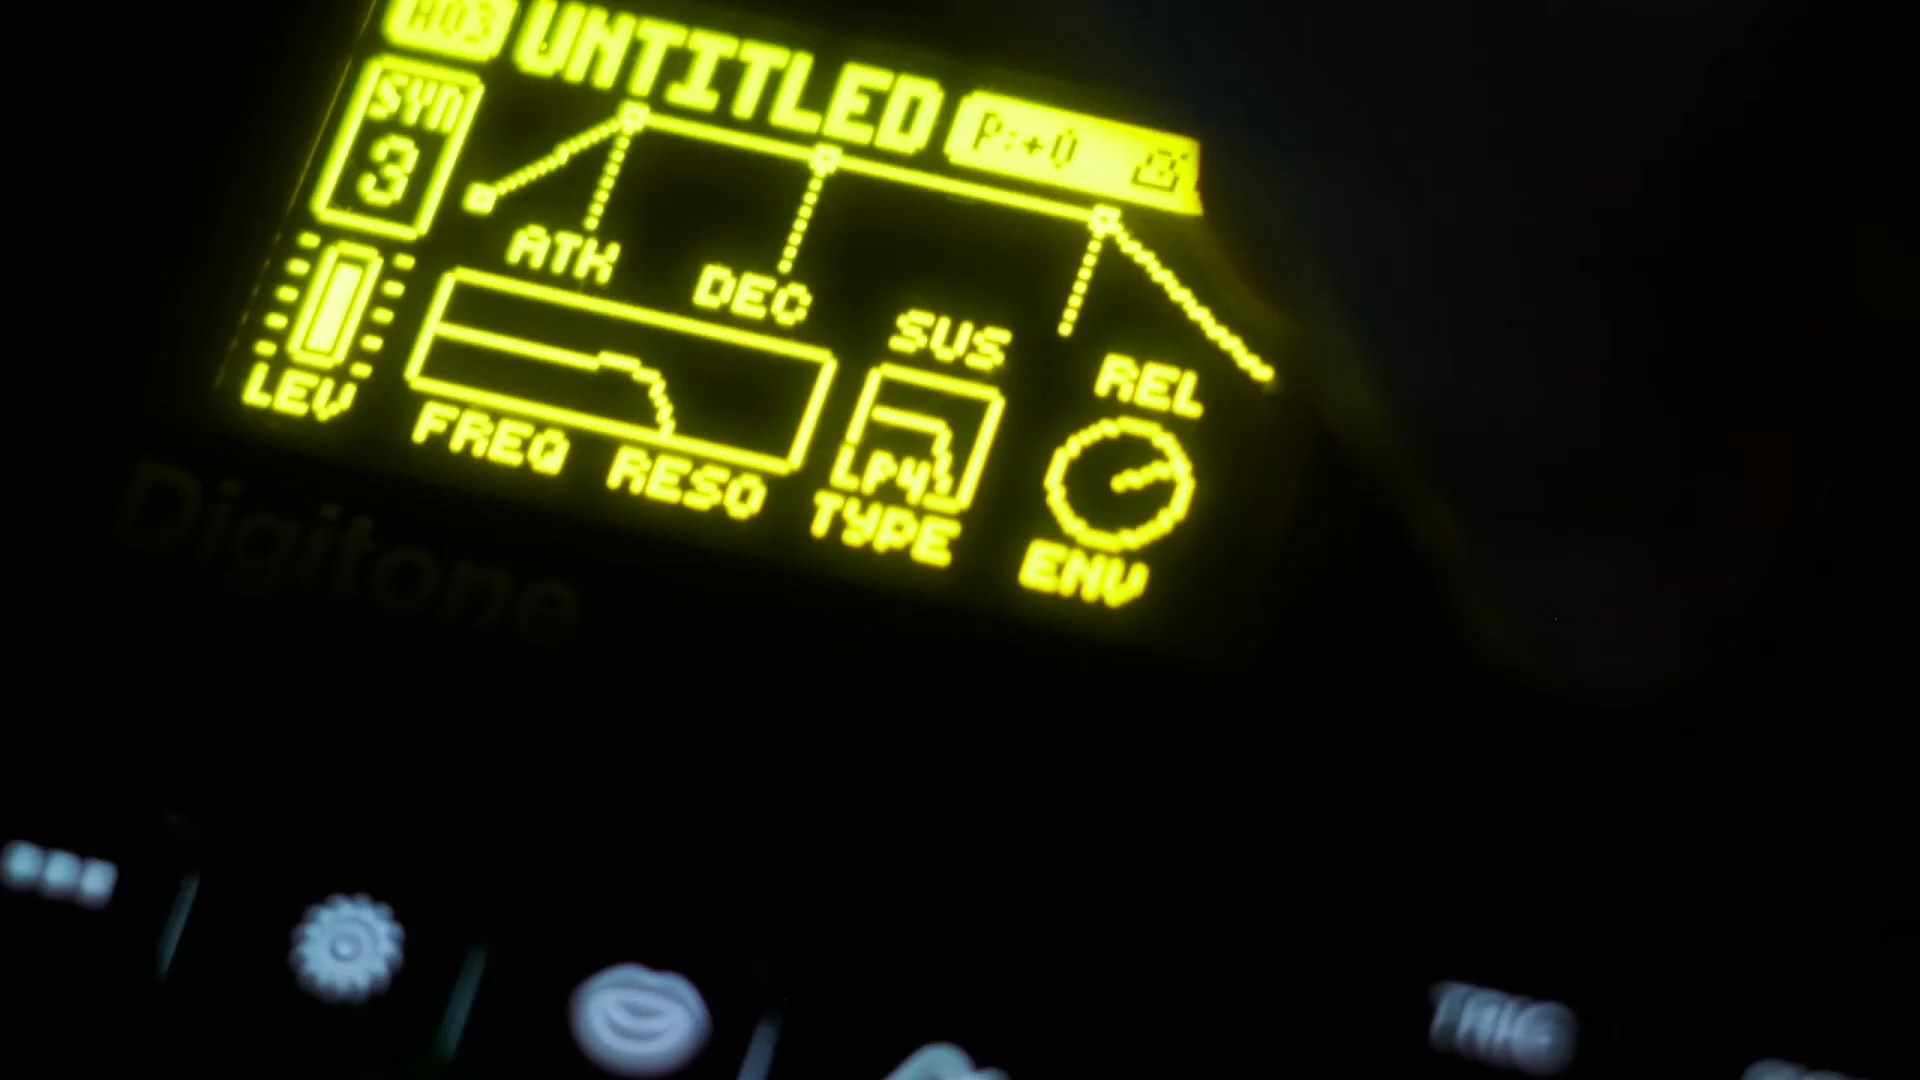 A03 UNTITLED P:+0
SYN
3
ATK DEC SUS REL
LEV FREQ RESO LP4 TYPE ENV
Digitone
TRIG